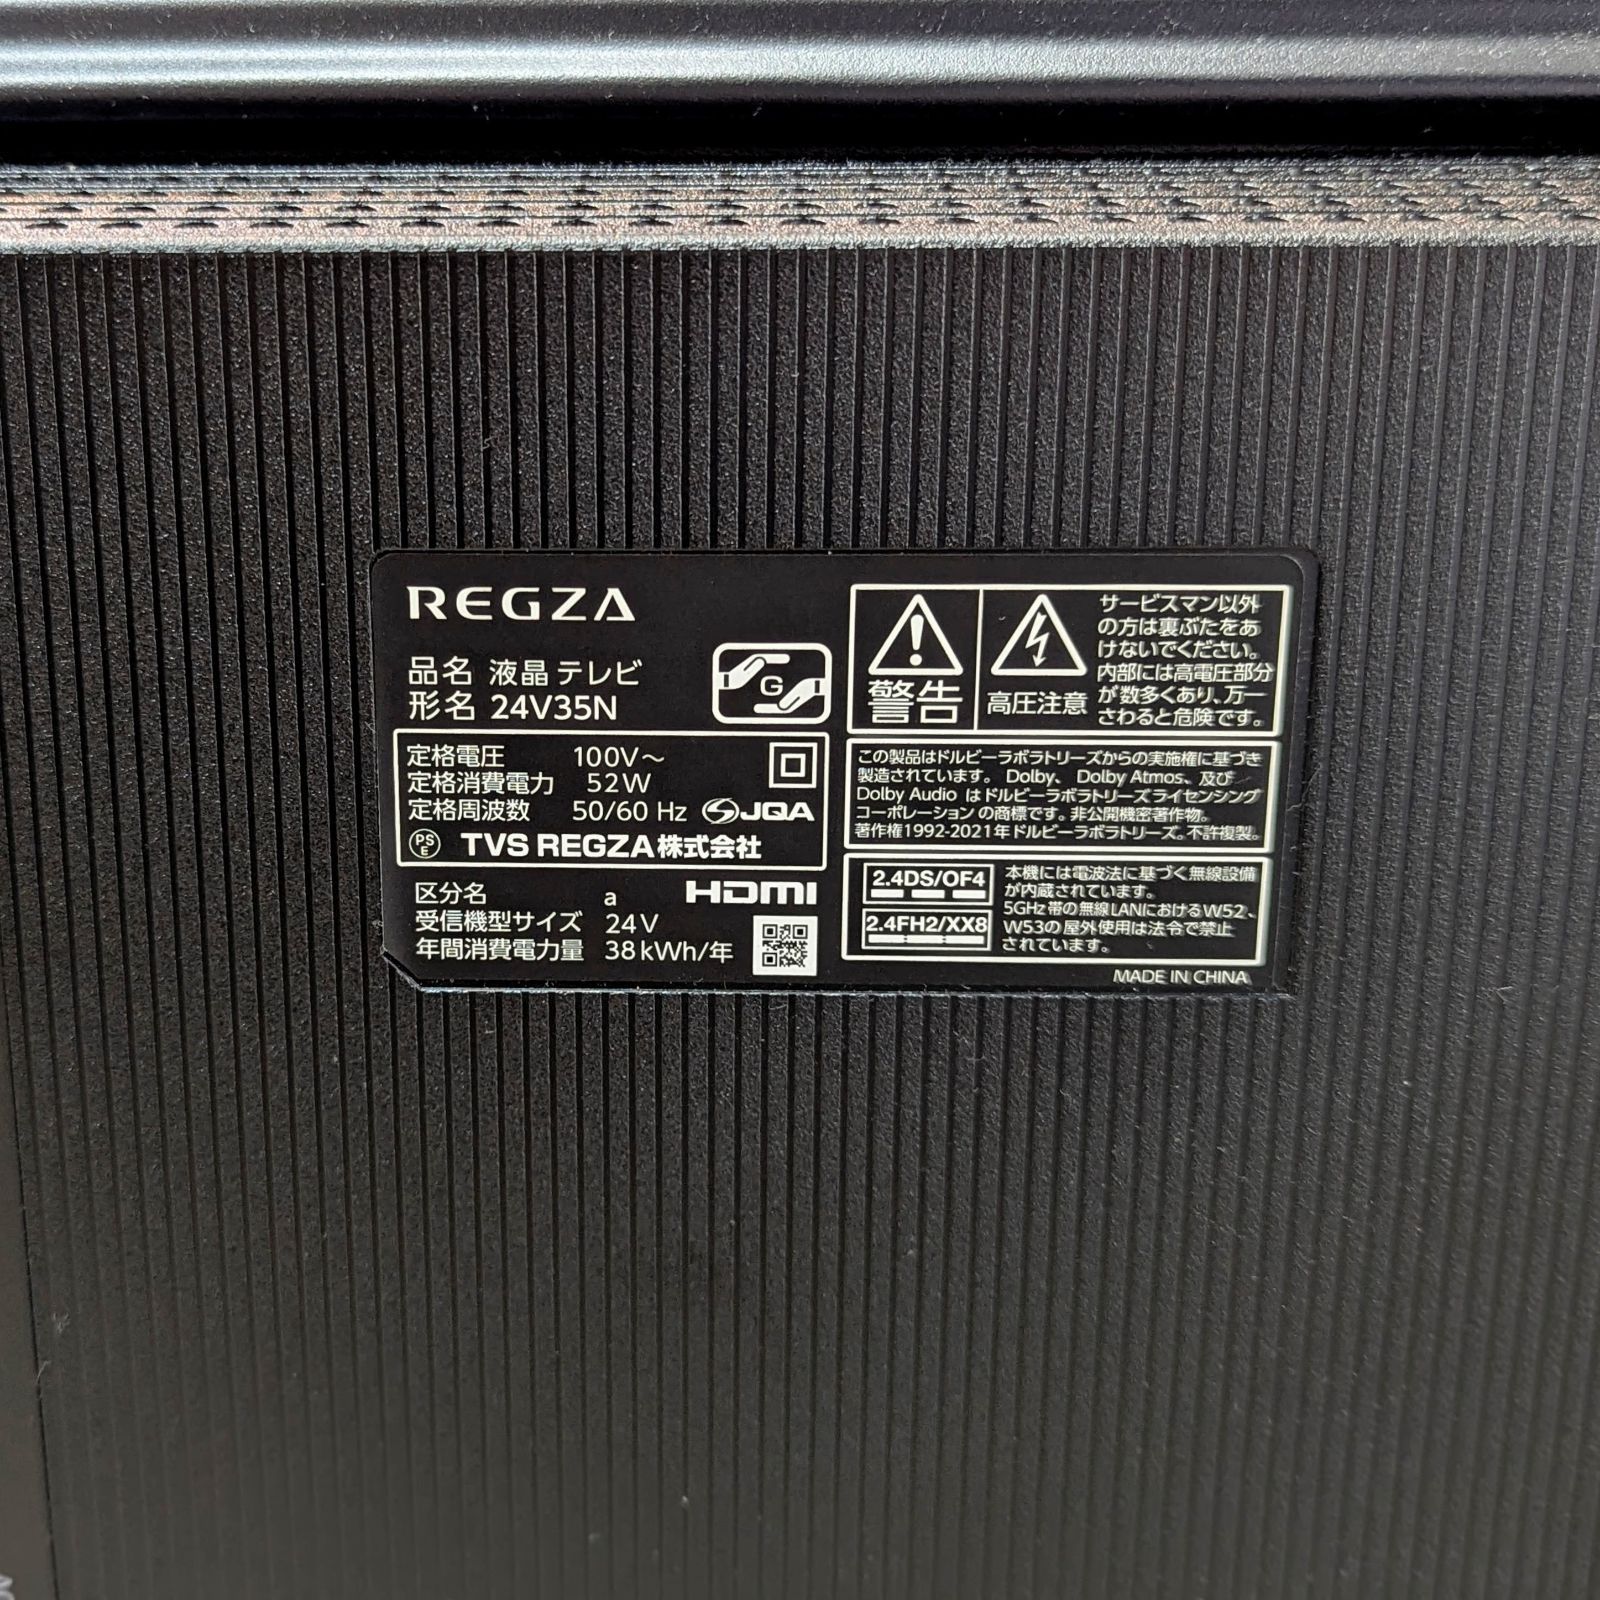 REGZA
品名 液晶テレビ
形名 24V35N
G
定格電圧 100V～
定格消費電力 52W
定格周波数 50/60 Hz
JQA
PSE TVS REGZA株式会社
区分名 a
HDMI
受信機型サイズ 24V
年間消費電力量 38kWh/年
警告
高圧注意
サービスマン以外
の方は裏ぶたをあ
けないでください。
内部には高電圧部分
が数多くあり、万一
さわると危険です。
この製品はドルビーラボラトリーズからの実施権に基づき
製造されています。Dolby、Dolby Atmos、及び
Dolby Audio はドルビーラボラトリーズライセンシング
コーポレーションの商標です。非公開機密著作物。
著作権1992-2021年ドルビーラボラトリーズ。不許複製。
2.4DS/OF4
2.4FH2/XX8
本機には電波法に基づく無線設備
が内蔵されています。
5GHz帯の無線LANにおけるW52、
W53の屋外使用は法令で禁止
されています。
MADE IN CHINA